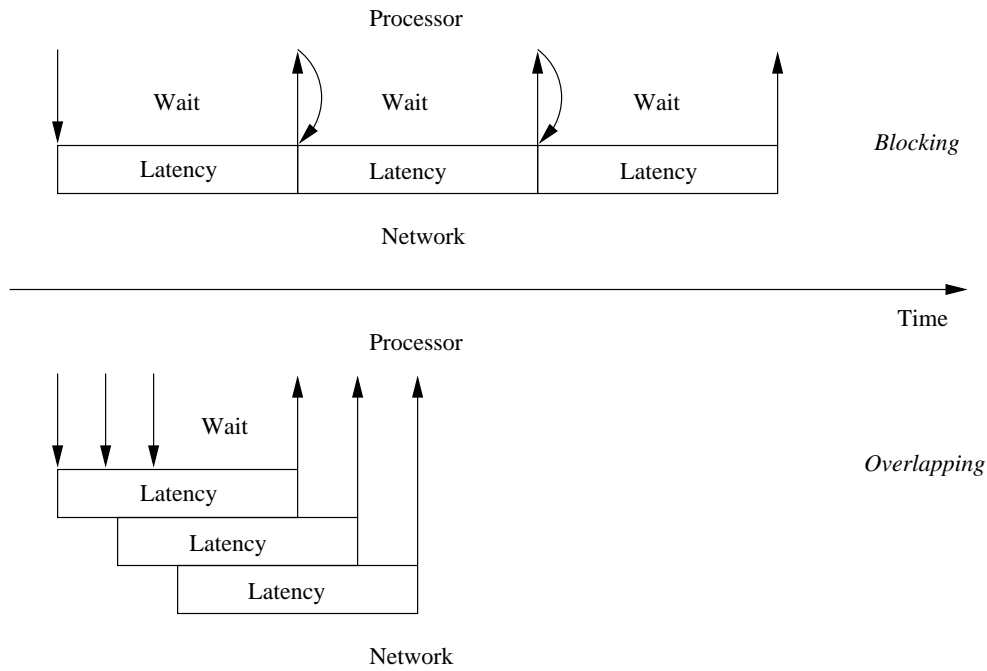 Processor
Wait Wait Wait
Blocking
Latency Latency Latency
Network
Time
Processor
Wait
Overlapping
Latency
Latency
Latency
Network